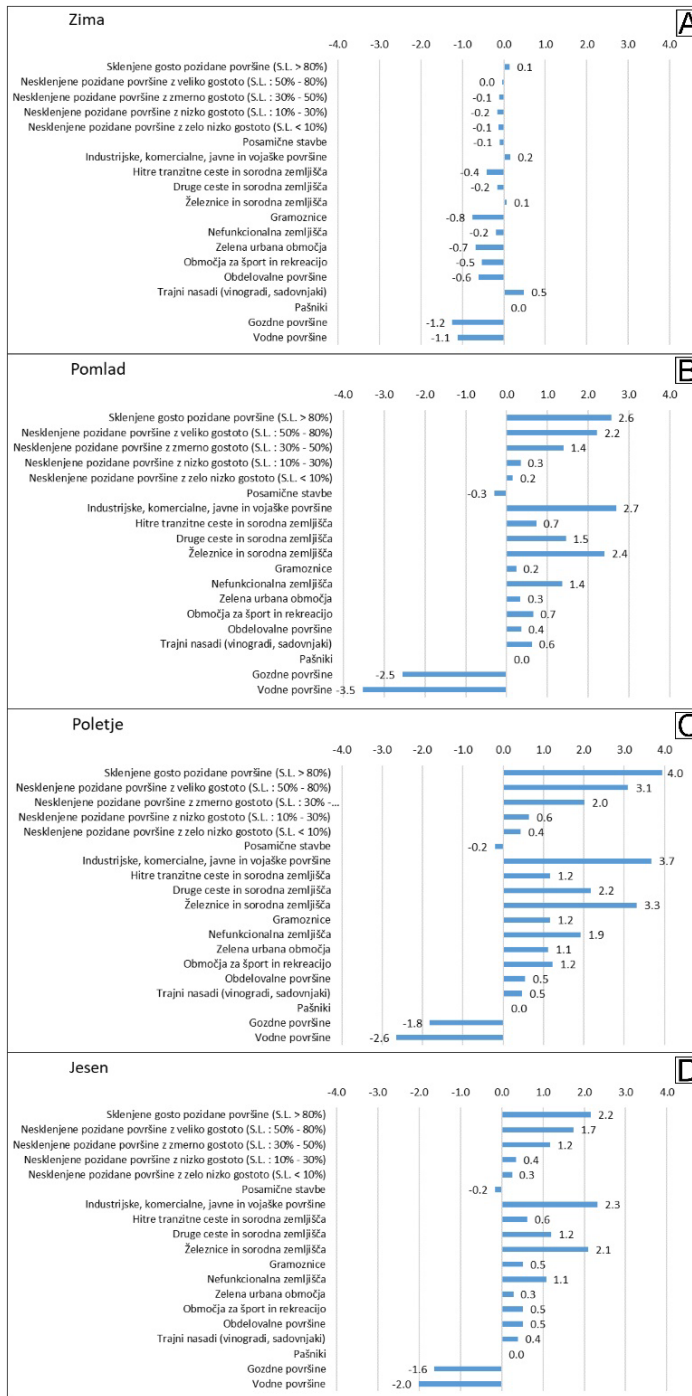 Zima
A
-4.0 -3.0 -2.0 -1.0 0.0 1.0 2.0 3.0 4.0
Sklenjene gosto pozidane površine (S.L. > 80%) 0.1
Nesklenjene pozidani površine z veliko gostoto (S.L. : 50% - 80%) 0.0
Nesklenjene pozidane površine z zmerno gostoto (S.L. : 30% - 50%) -0.1
Nesklenjene pozidane površine z nizko gostoto (S.L. : 10% - 30%) -0.2
Nesklenjene pozidane površine z zelo nizko gostoto (S.L. < 10%) -0.1
Posamične stavbe -0.1
Industrijske, komercialne, javne in vojaške površine 0.2
Hitre tranzitne ceste in sorodna zemljišča -0.4
Druge ceste in sorodna zemljišča -0.2
Železnice in sorodna zemljišča 0.1
Gramoznice -0.8
Nefunkcionalna zemljišča -0.2
Zelena urbana območja -0.7
Območja za šport in rekreacijo -0.5
Obdelovalne površine -0.6
Trajni nasadi (vinogradi, sadovnjaki) 0.5
Pašniki 0.0
Gozdne površine -1.2
Vodne površine -1.1
Pomlad
B
-4.0 -3.0 -2.0 -1.0 0.0 1.0 2.0 3.0 4.0
Sklenjene gosto pozidane površine (S.L. > 80%) 2.6
Nesklenjene pozidani površine z veliko gostoto (S.L. : 50% - 80%) 2.2
Nesklenjene pozidane površine z zmerno gostoto (S.L. : 30% - 50%) 1.4
Nesklenjene pozidane površine z nizko gostoto (S.L. : 10% - 30%) 0.3
Nesklenjene pozidane površine z zelo nizko gostoto (S.L. < 10%) 0.2
Posamične stavbe -0.3
Industrijske, komercialne, javne in vojaške površine 2.7
Hitre tranzitne ceste in sorodna zemljišča 0.7
Druge ceste in sorodna zemljišča 1.5
Železnice in sorodna zemljišča 2.4
Gramoznice 0.2
Nefunkcionalna zemljišča 1.4
Zelena urbana območja 0.3
Območja za šport in rekreacijo 0.7
Obdelovalne površine 0.4
Trajni nasadi (vinogradi, sadovnjaki) 0.6
Pašniki 0.0
Gozdne površine -2.5
Vodne površine -3.5
Poletje
C
-4.0 -3.0 -2.0 -1.0 0.0 1.0 2.0 3.0 4.0
Sklenjene gosto pozidane površine (S.L. > 80%) 4.0
Nesklenjene pozidani površine z veliko gostoto (S.L. : 50% - 80%) 3.1
Nesklenjene pozidane površine z zmerno gostoto (S.L. : 30% -... 2.0
Nesklenjene pozidane površine z nizko gostoto (S.L. : 10% - 30%) 0.6
Nesklenjene pozidane površine z zelo nizko gostoto (S.L. < 10%) 0.4
Posamične stavbe -0.2
Industrijske, komercialne, javne in vojaške površine 3.7
Hitre tranzitne ceste in sorodna zemljišča 1.2
Druge ceste in sorodna zemljišča 2.2
Železnice in sorodna zemljišča 3.3
Gramoznice 1.2
Nefunkcionalna zemljišča 1.9
Zelena urbana območja 1.1
Območja za šport in rekreacijo 1.2
Obdelovalne površine 0.5
Trajni nasadi (vinogradi, sadovnjaki) 0.5
Pašniki 0.0
Gozdne površine -1.8
Vodne površine -2.6
Jesen
D
-4.0 -3.0 -2.0 -1.0 0.0 1.0 2.0 3.0 4.0
Sklenjene gosto pozidane površine (S.L. > 80%) 2.2
Nesklenjene pozidani površine z veliko gostoto (S.L. : 50% - 80%) 1.7
Nesklenjene pozidane površine z zmerno gostoto (S.L. : 30% - 50%) 1.2
Nesklenjene pozidane površine z nizko gostoto (S.L. : 10% - 30%) 0.4
Nesklenjene pozidane površine z zelo nizko gostoto (S.L. < 10%) 0.3
Posamične stavbe -0.2
Industrijske, komercialne, javne in vojaške površine 2.3
Hitre tranzitne ceste in sorodna zemljišča 0.6
Druge ceste in sorodna zemljišča 1.2
Železnice in sorodna zemljišča 2.1
Gramoznice 0.5
Nefunkcionalna zemljišča 1.1
Zelena urbana območja 0.3
Območja za šport in rekreacijo 0.5
Obdelovalne površine 0.5
Trajni nasadi (vinogradi, sadovnjaki) 0.4
Pašniki 0.0
Gozdne površine -1.6
Vodne površine -2.0